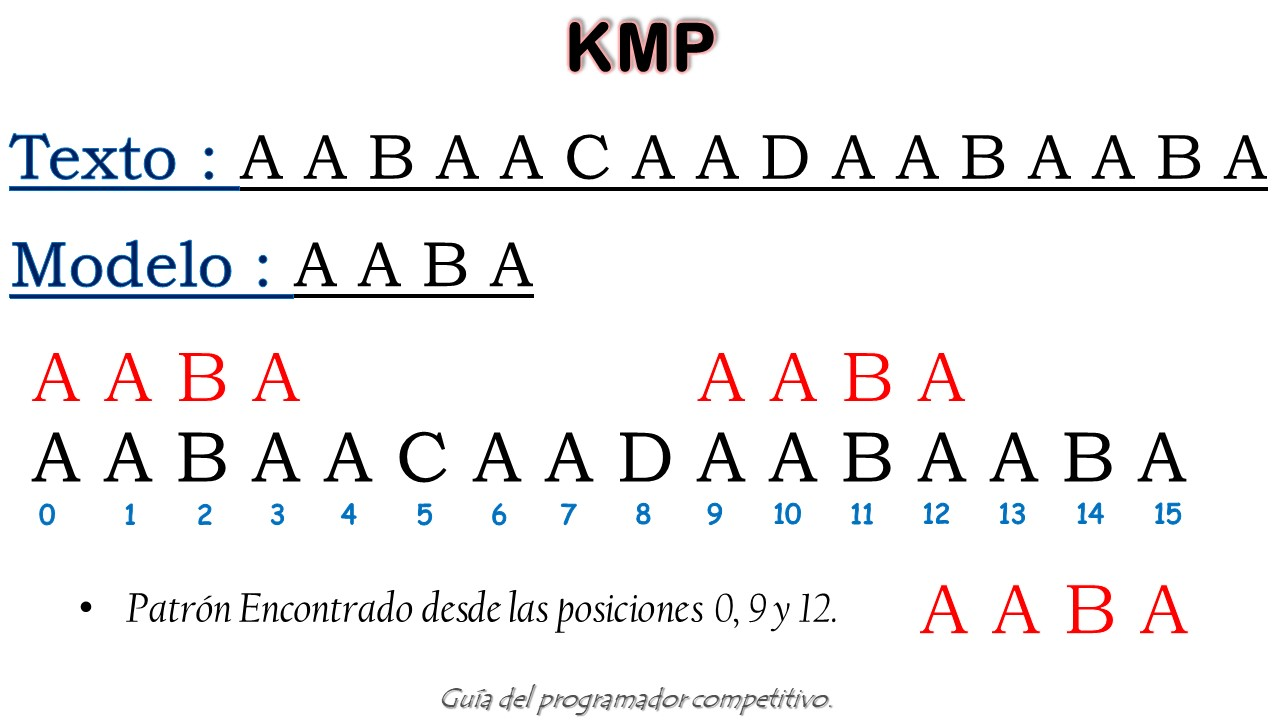 KMP
Texto : A A B A A C A A D A A B A A B A
Modelo : A A B A
A A B A A A B A
A A B A A C A A D A A B A A B A
0 1 2 3 4 5 6 7 8 9 10 11 12 13 14 15
• Patrón Encontrado desde las posiciones 0, 9 y 12. A A B A
Guía del programador competitivo.